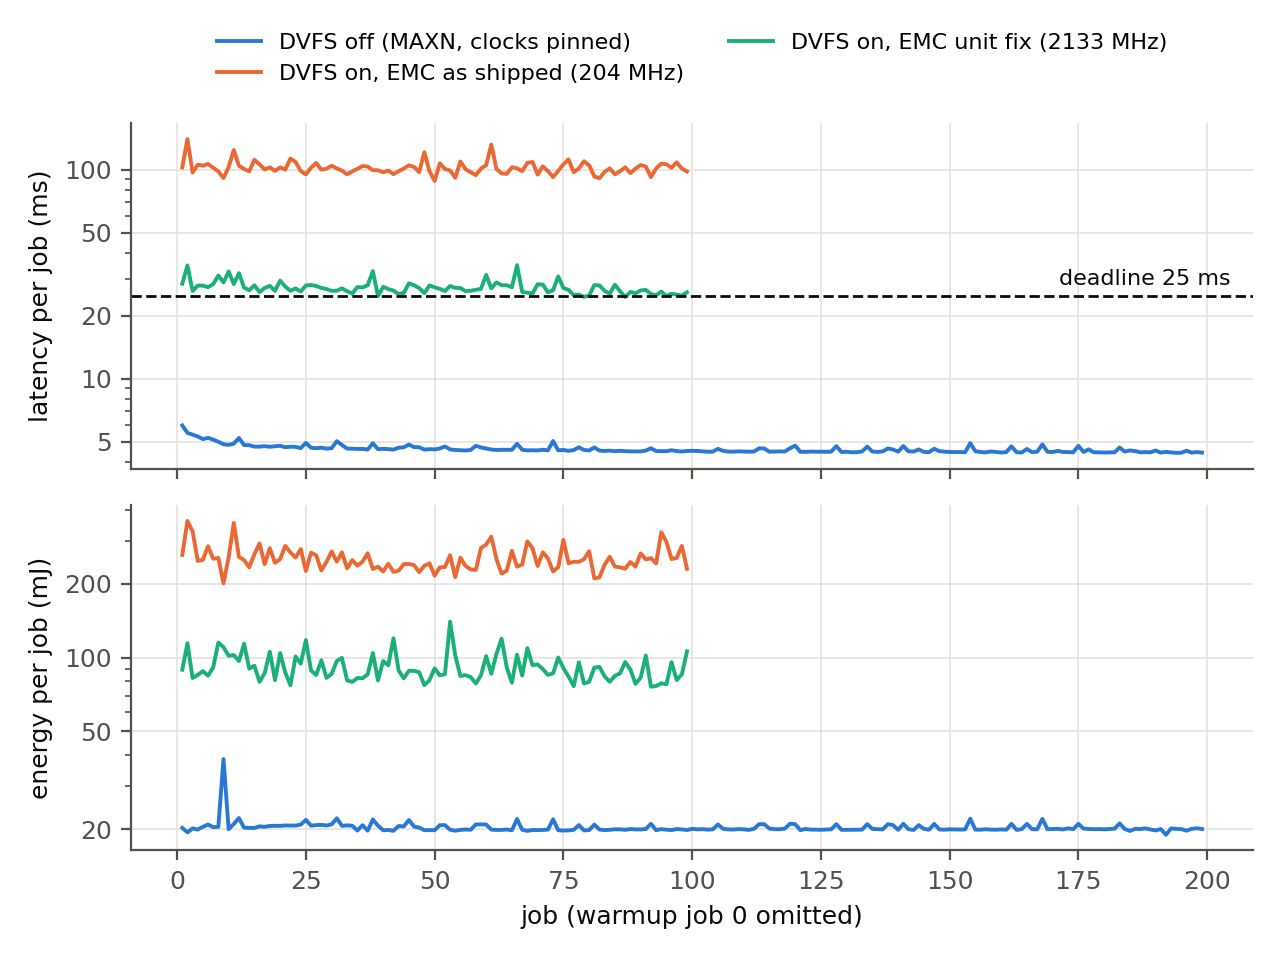 DVFS off (MAXN, clocks pinned)
DVFS on, EMC as shipped (204 MHz)
DVFS on, EMC unit fix (2133 MHz)
latency per job (ms)
100
50
20
10
5
deadline 25 ms
energy per job (mJ)
200
100
50
20
0 25 50 75 100 125 150 175 200
job (warmup job 0 omitted)